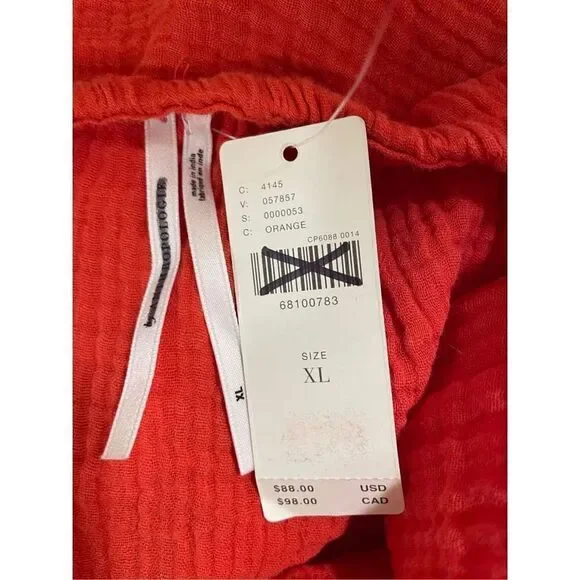 made in india
fabriqué en inde
XL
C: 4145
V: 057857
S: 0000053
C: ORANGE
CP6088 0014
68100783
SIZE
XL
$88.00 USD
$98.00 CAD